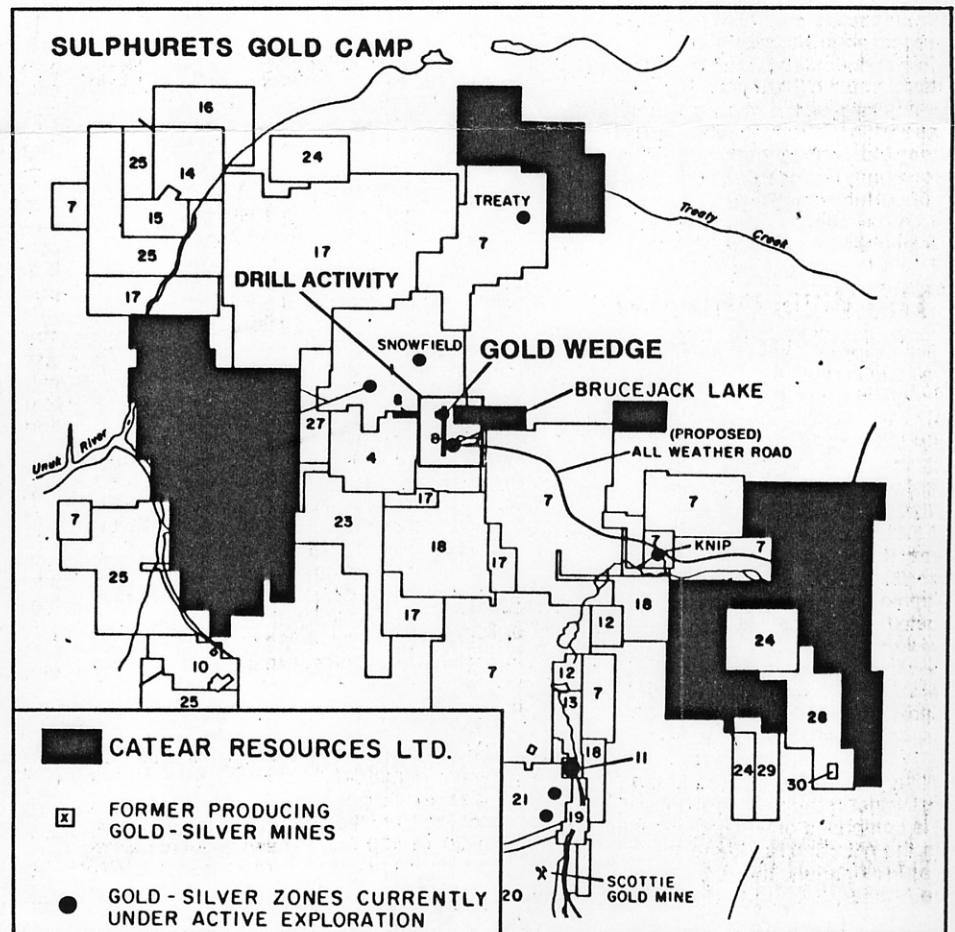 SULPHURETS GOLD CAMP
16
25
14
24
7
15
TREATY
7
Treaty
Creek
25
17
17
DRILL ACTIVITY
SNOWFIELD
GOLD WEDGE
BRUCEJACK LAKE
27
8
8
(PROPOSED)
ALL WEATHER ROAD
Unuk River
4
7
7
17
7
23
18
17
7
KNIP
7
25
17
12
18
24
10
7
12
7
25
13
28
18
11
24
29
30
21
19
20
SCOTTIE
GOLD MINE
CATEAR RESOURCES LTD.
x
FORMER PRODUCING
GOLD-SILVER MINES
GOLD-SILVER ZONES CURRENTLY
UNDER ACTIVE EXPLORATION